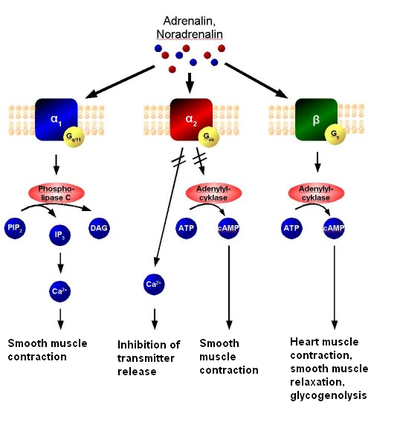 Adrenalin,
Noradrenalin
α1
α2
β
Gq/11
Gi/o
Gs
Phospho-
lipase C
Adenylyl-
cyklase
Adenylyl-
cyklase
PIP2
IP3
DAG
ATP
cAMP
ATP
cAMP
Ca2+
Ca2+
Smooth muscle
contraction
Inhibition of
transmitter
release
Smooth
muscle
contraction
Heart muscle
contraction,
smooth muscle
relaxation,
glycogenolysis